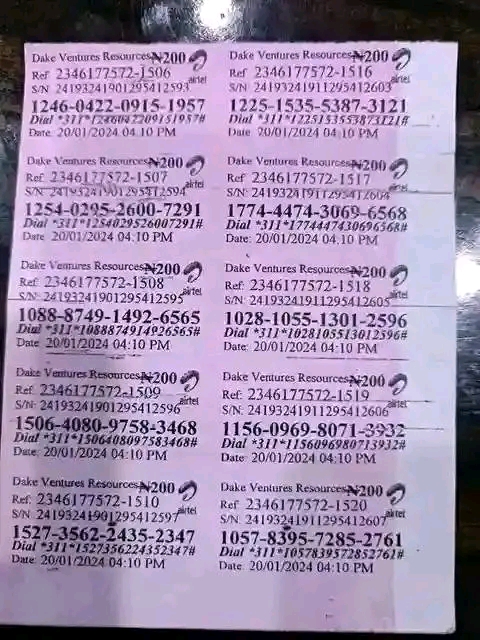 Dake Ventures Resources ₦200
airtel
Ref 2346177572-1506
S/N: 24193241901295412593
1246-0422-0915-1957
Dial *311*1246042209151957#
Date: 20/01/2024 04:10 PM
Dake Ventures Resources ₦200
airtel
Ref: 2346177572-1507
S/N: 24193241901295412594
1254-0295-2600-7291
Dial *311*1254029526007291#
Date: 20/01/2024 04:10 PM
Dake Ventures Resources ₦200
airtel
Ref: 2346177572-1508
S/N: 24193241901295412595
1088-8749-1492-6565
Dial *311*1088874914926565#
Date: 20/01/2024 04:10 PM
Dake Ventures Resources ₦200
airtel
Ref: 2346177572-1509
S/N: 24193241901295412596
1506-4080-9758-3468
Dial *311*1506408097583468#
Date: 20/01/2024 04:10 PM
Dake Ventures Resources ₦200
airtel
Ref: 2346177572-1510
S/N: 24193241901295412597
1527-3562-2435-2347
Dial *311*1527356224352347#
Date: 20/01/2024 04:10 PM
Dake Ventures Resources ₦200
airtel
Ref: 2346177572-1516
S/N: 24193241911295412603
1225-1535-5387-3121
Dial *311*1225153553873121#
Date: 20/01/2024 04:10 PM
Dake Ventures Resources ₦200
airtel
Ref: 2346177572-1517
S/N: 24193241911295412604
1774-4474-3069-6568
Dial *311*1774447430696568#
Date: 20/01/2024 04:10 PM
Dake Ventures Resources ₦200
airtel
Ref: 2346177572-1518
S/N: 24193241911295412605
1028-1055-1301-2596
Dial *311*1028105513012596#
Date: 20/01/2024 04:10 PM
Dake Ventures Resources ₦200
airtel
Ref: 2346177572-1519
S/N: 24193241911295412606
1156-0969-8071-3932
Dial *311*1156096980713932#
Date: 20/01/2024 04:10 PM
Dake Ventures Resources ₦200
airtel
Ref: 2346177572-1520
S/N: 24193241911295412607
1057-8395-7285-2761
Dial *311*1057839572852761#
Date: 20/01/2024 04:10 PM